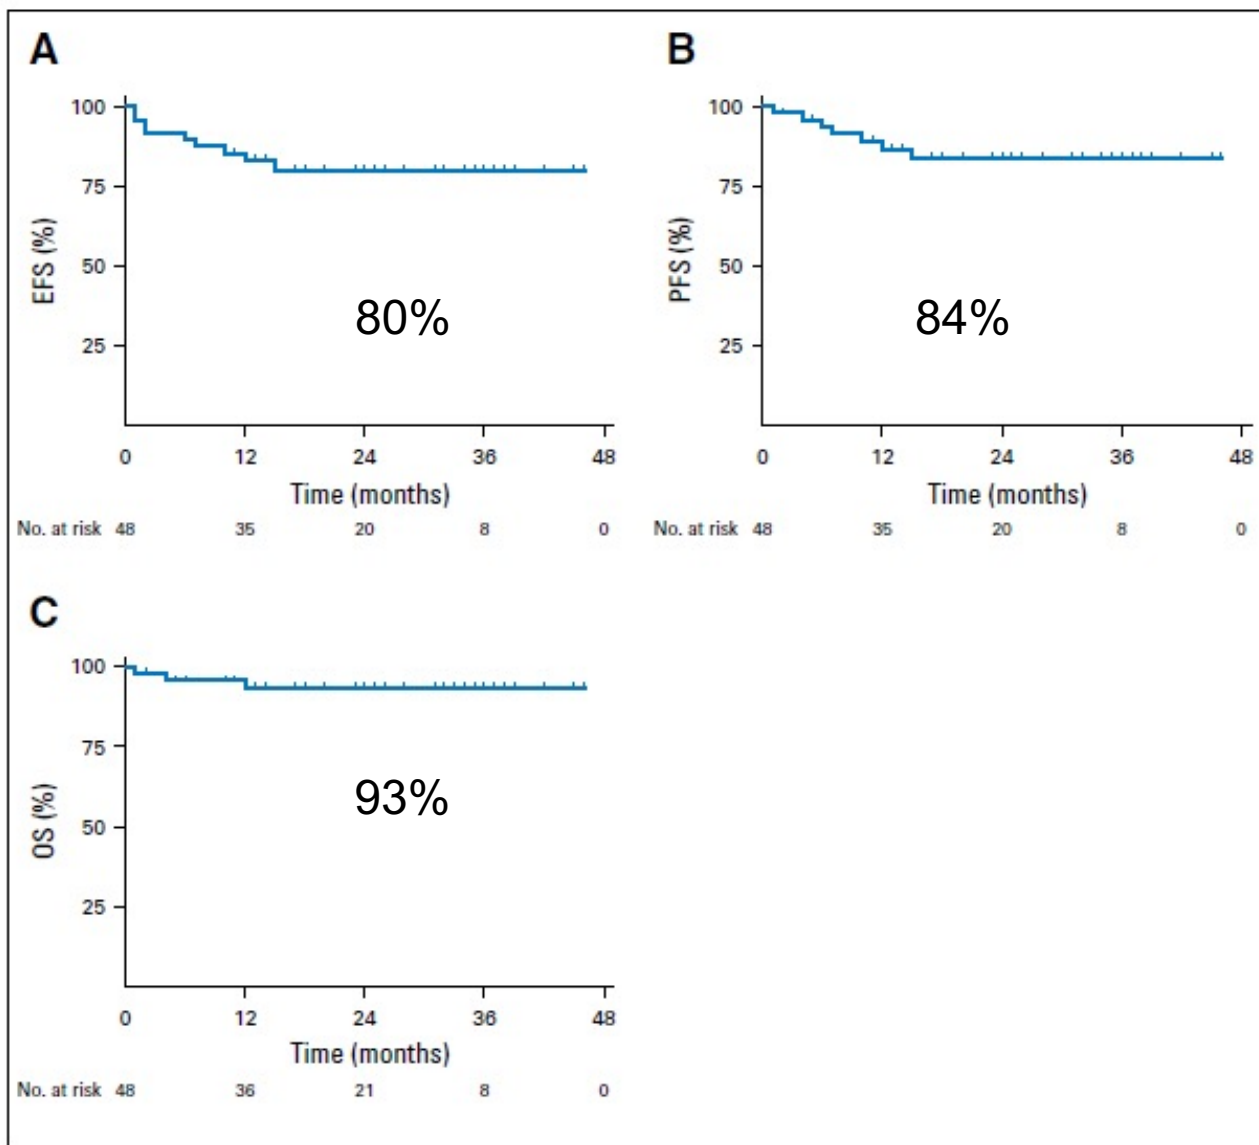 A
100
75
50
25
EFS (%)
80%
0 12 24 36 48
Time (months)
No. at risk 48 35 20 8 0
B
100
75
50
25
PFS (%)
84%
0 12 24 36 48
Time (months)
No. at risk 48 35 20 8 0
C
100
75
50
25
OS (%)
93%
0 12 24 36 48
Time (months)
No. at risk 48 36 21 8 0